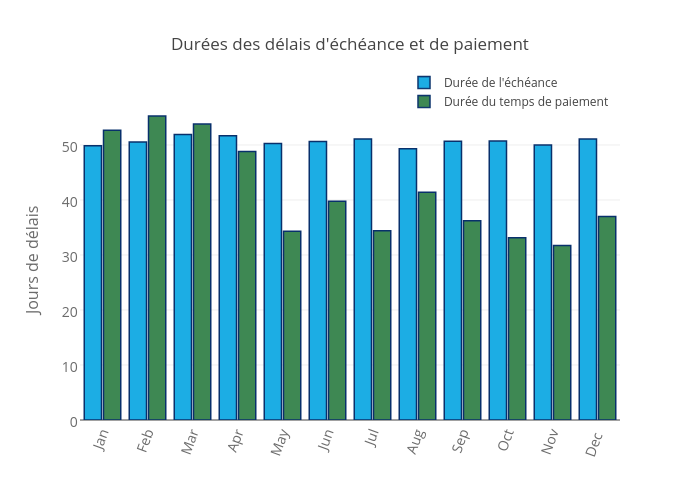 Durées des délais d'échéance et de paiement
Durée de l'échéance
Durée du temps de paiement
Jours de délais
50
40
30
20
10
0
Jan
Feb
Mar
Apr
May
Jun
Jul
Aug
Sep
Oct
Nov
Dec